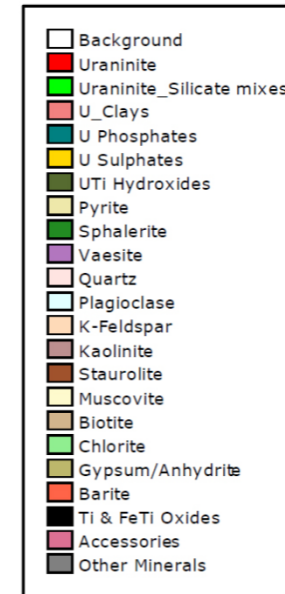 Background
Uraninite
Uraninite_Silicate mixes
U_Clays
U Phosphates
U Sulphates
UTi Hydroxides
Pyrite
Sphalerite
Vaesite
Quartz
Plagioclase
K-Feldspar
Kaolinite
Staurolite
Muscovite
Biotite
Chlorite
Gypsum/Anhydrite
Barite
Ti & FeTi Oxides
Accessories
Other Minerals